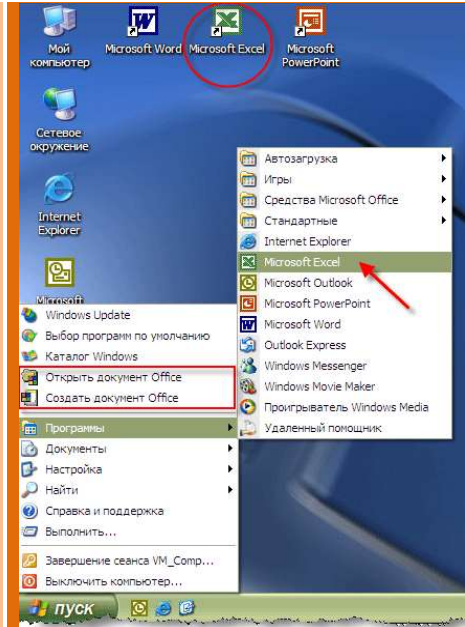 Мой компьютер
Microsoft Word
Microsoft Excel
Microsoft PowerPoint
Сетевое окружение
Internet Explorer
Microsoft
Автозагрузка
Игры
Средства Microsoft Office
Стандартные
Internet Explorer
Microsoft Excel
Microsoft Outlook
Microsoft PowerPoint
Microsoft Word
Outlook Express
Windows Messenger
Windows Movie Maker
Проигрыватель Windows Media
Удаленный помощник
Windows Update
Выбор программ по умолчанию
Каталог Windows
Открыть документ Office
Создать документ Office
Программы
Документы
Настройка
Найти
Справка и поддержка
Выполнить...
Завершение сеанса VM_Comp...
Выключить компьютер...
пуск